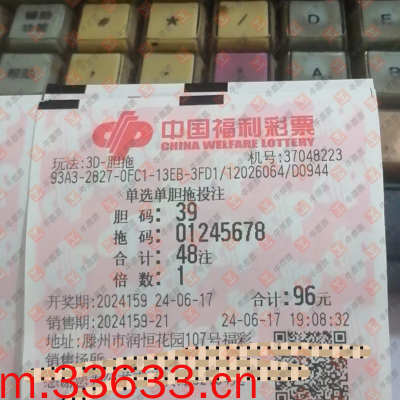 中国福利彩票
CHINA WELFARE LOTTERY
玩法:3D-胆拖 机号:37048223
93A3-2827-0FC1-13EB-3FD1/12026064/D0944
单选单胆拖投注
胆 码: 39
拖 码: 01245678
合 计: 48注
倍 数: 1
开奖期:2024159 24-06-17 合计:96元
销售期:2024159-21 24-06-17 19:08:32
地址:滕州市润恒花园107号福彩
销售场所
m.33633.cn